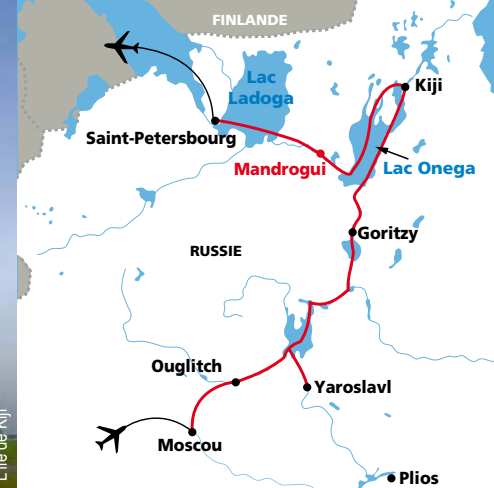 FINLANDE
Lac
Ladoga
Kiji
Saint-Petersbourg
Mandrogui
Lac Onega
Goritzy
RUSSIE
Ouglitch
Yaroslavl
Moscou
Plios
L'île de Kiji